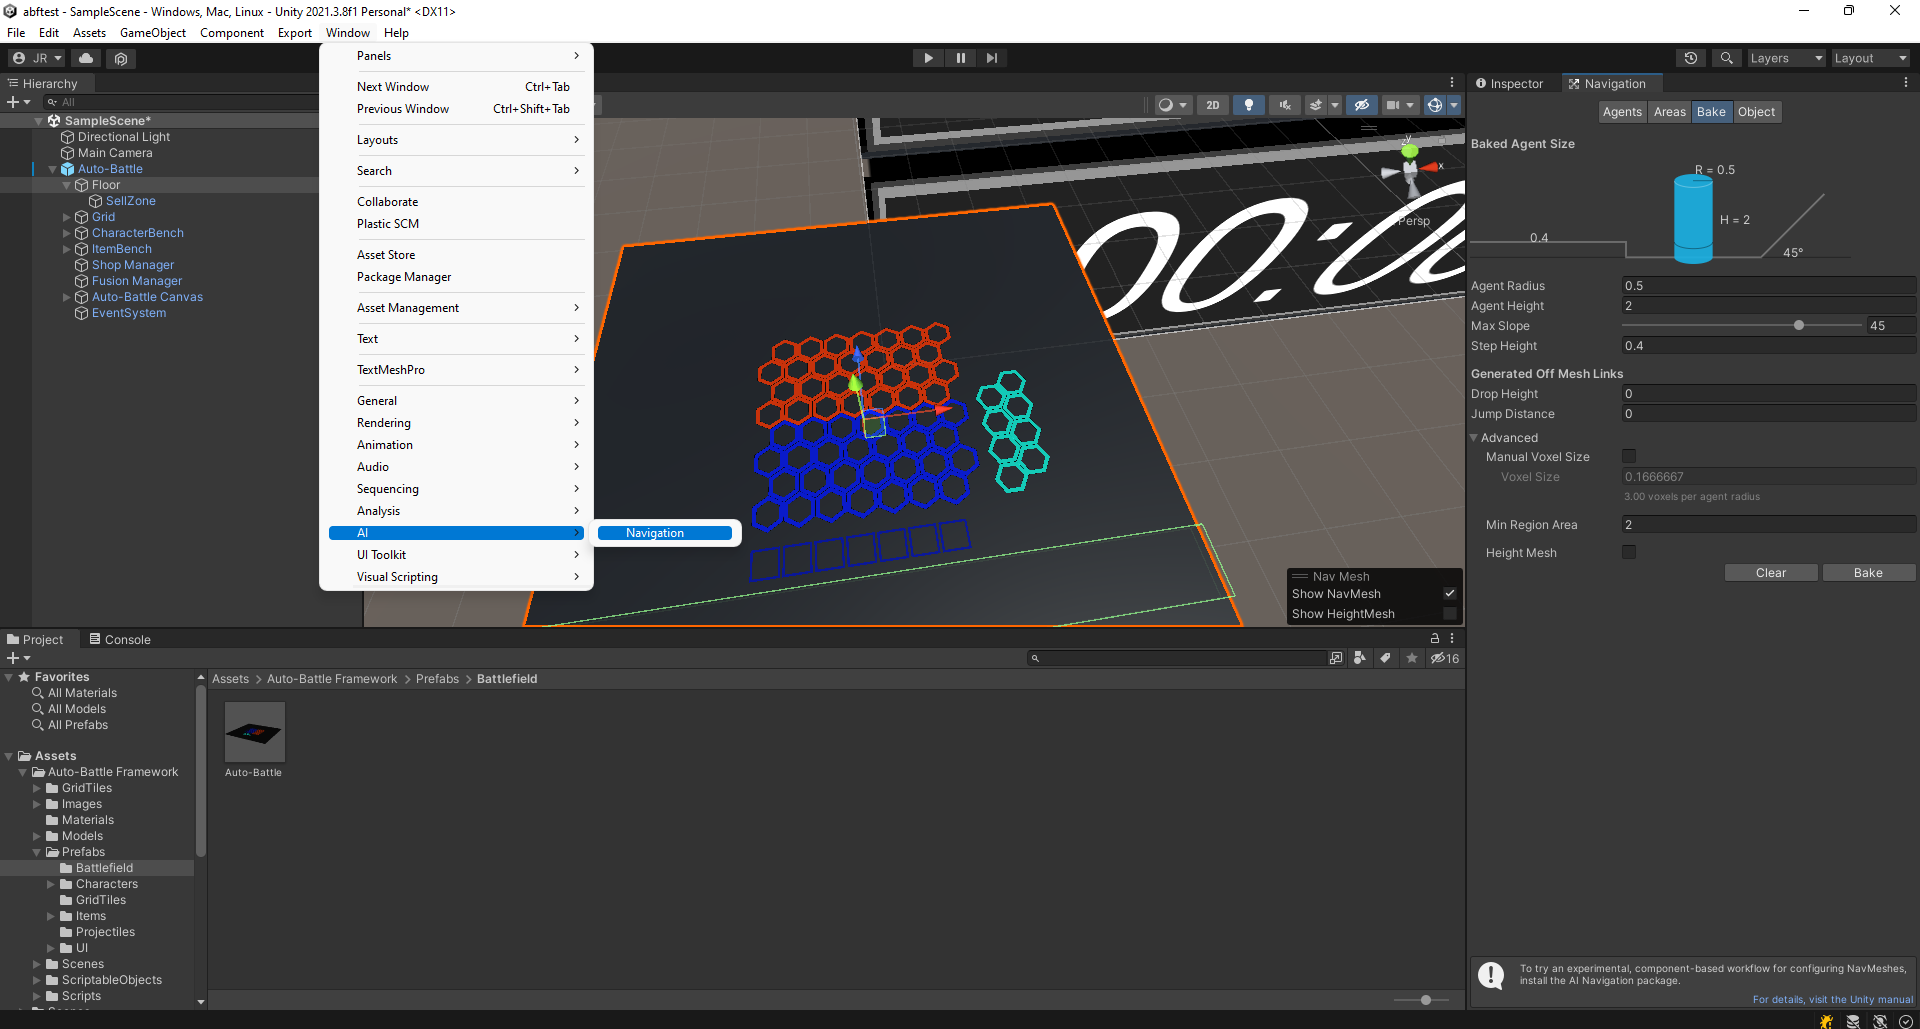 abftest - SampleScene - Windows, Mac, Linux - Unity 2021.3.8f1 Personal* <DX11>
File Edit Assets GameObject Component Export Window Help
JR Layers Layout
Hierarchy
All
SampleScene*
Directional Light
Main Camera
Auto-Battle
Floor
SellZone
Grid
CharacterBench
ItemBench
Shop Manager
Fusion Manager
Auto-Battle Canvas
EventSystem
Panels
Next Window Ctrl+Tab
Previous Window Ctrl+Shift+Tab
Layouts
Search
Collaborate
Plastic SCM
Asset Store
Package Manager
Asset Management
Text
TextMeshPro
General
Rendering
Animation
Audio
Sequencing
Analysis
AI
Navigation
UI Toolkit
Visual Scripting
2D
y
x
z
Persp
Nav Mesh
Show NavMesh
Show HeightMesh
Inspector Navigation
Agents Areas Bake Object
Baked Agent Size
R = 0.5
H = 2
0.4
45°
Agent Radius 0.5
Agent Height 2
Max Slope 45
Step Height 0.4
Generated Off Mesh Links
Drop Height 0
Jump Distance 0
Advanced
Manual Voxel Size
Voxel Size 0.1666667
3.00 voxels per agent radius
Min Region Area 2
Height Mesh
Clear Bake
To try an experimental, component-based workflow for configuring NavMeshes,
install the AI Navigation package.
For details, visit the Unity manual
Project Console
16
Favorites
All Materials
All Models
All Prefabs
Assets
Auto-Battle Framework
GridTiles
Images
Materials
Models
Prefabs
Battlefield
Characters
GridTiles
Items
Projectiles
UI
Scenes
ScriptableObjects
Scripts
Assets > Auto-Battle Framework > Prefabs > Battlefield
Auto-Battle